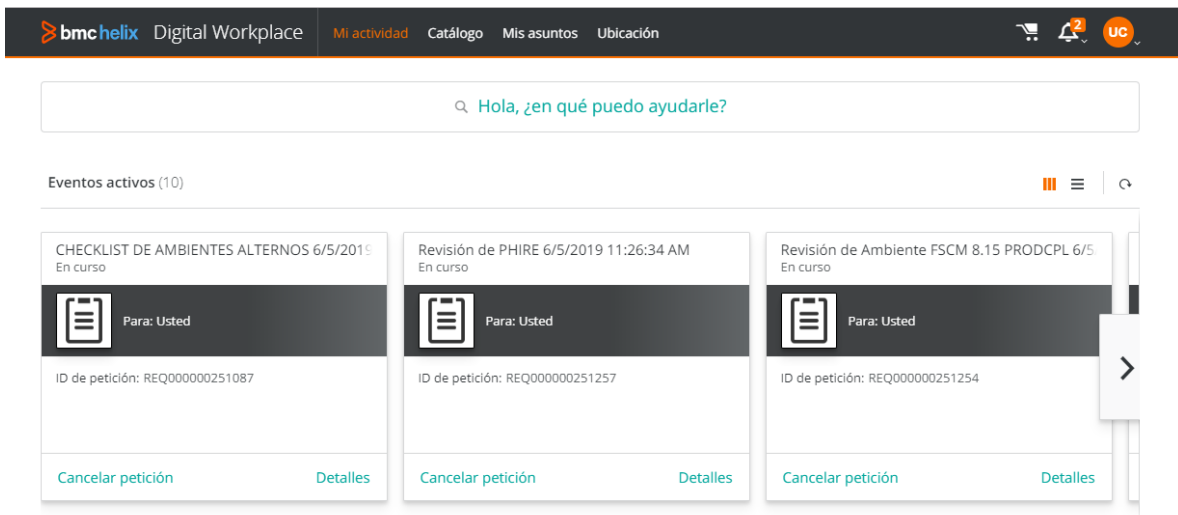 bmc helix Digital Workplace Mi actividad Catálogo Mis asuntos Ubicación 2 UC
Hola, ¿en qué puedo ayudarle?
Eventos activos (10)
CHECKLIST DE AMBIENTES ALTERNOS 6/5/2019
En curso
Para: Usted
ID de petición: REQ000000251087
Cancelar petición Detalles
Revisión de PHIRE 6/5/2019 11:26:34 AM
En curso
Para: Usted
ID de petición: REQ000000251257
Cancelar petición Detalles
Revisión de Ambiente FSCM 8.15 PRODCPL 6/5
En curso
Para: Usted
ID de petición: REQ000000251254
Cancelar petición Detalles